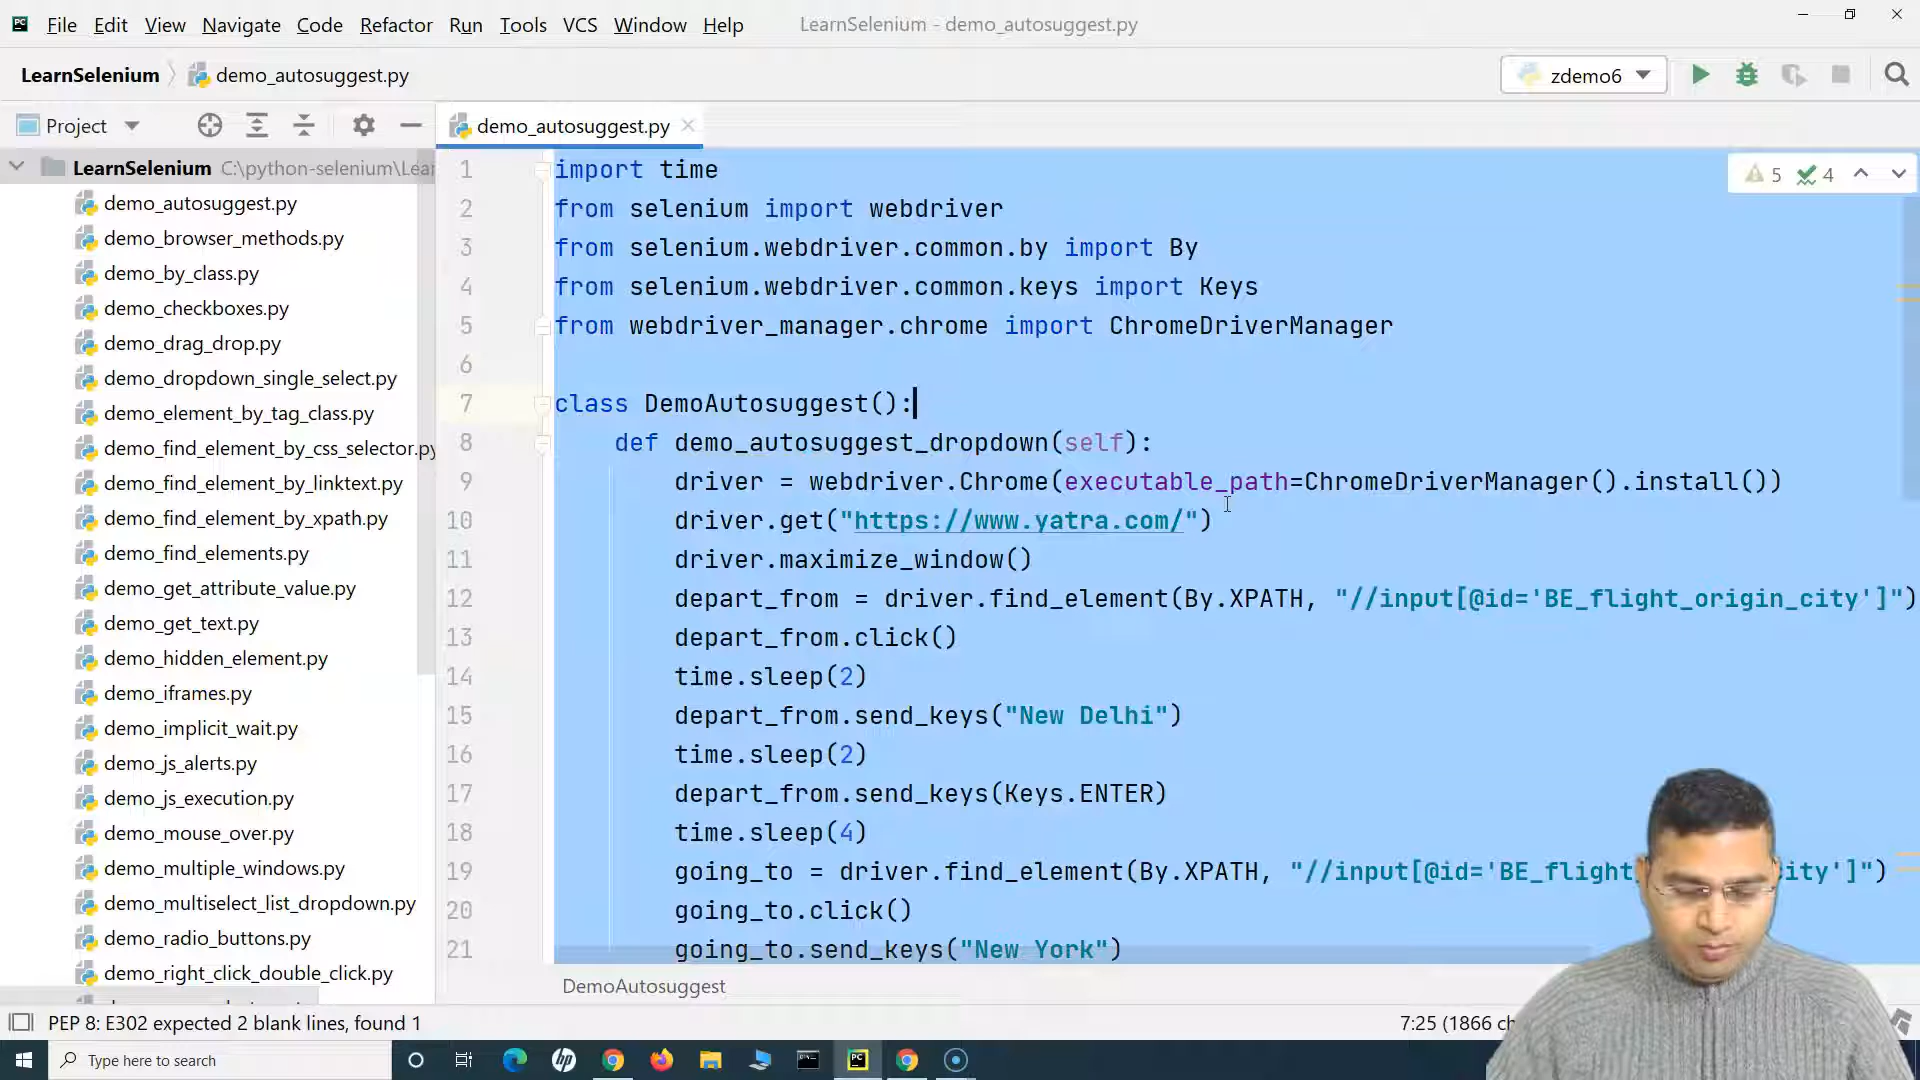 File Edit View Navigate Code Refactor Run Tools VCS Window Help LearnSelenium - demo_autosuggest.py
LearnSelenium demo_autosuggest.py zdemo6
Project demo_autosuggest.py
LearnSelenium C:\python-selenium\Lear
demo_autosuggest.py
demo_browser_methods.py
demo_by_class.py
demo_checkboxes.py
demo_drag_drop.py
demo_dropdown_single_select.py
demo_element_by_tag_class.py
demo_find_element_by_css_selector.py
demo_find_element_by_linktext.py
demo_find_element_by_xpath.py
demo_find_elements.py
demo_get_attribute_value.py
demo_get_text.py
demo_hidden_element.py
demo_iframes.py
demo_implicit_wait.py
demo_js_alerts.py
demo_js_execution.py
demo_mouse_over.py
demo_multiple_windows.py
demo_multiselect_list_dropdown.py
demo_radio_buttons.py
demo_right_click_double_click.py
5 4
1 import time
2 from selenium import webdriver
3 from selenium.webdriver.common.by import By
4 from selenium.webdriver.common.keys import Keys
5 from webdriver_manager.chrome import ChromeDriverManager
6
7 class DemoAutosuggest():
8 def demo_autosuggest_dropdown(self):
9 driver = webdriver.Chrome(executable_path=ChromeDriverManager().install())
10 driver.get("https://www.yatra.com/")
11 driver.maximize_window()
12 depart_from = driver.find_element(By.XPATH, "//input[@id='BE_flight_origin_city']")
13 depart_from.click()
14 time.sleep(2)
15 depart_from.send_keys("New Delhi")
16 time.sleep(2)
17 depart_from.send_keys(Keys.ENTER)
18 time.sleep(4)
19 going_to = driver.find_element(By.XPATH, "//input[@id='BE_flight ity']")
20 going_to.click()
21 going_to.send_keys("New York")
DemoAutosuggest
PEP 8: E302 expected 2 blank lines, found 1 7:25 (1866 ch
Type here to search